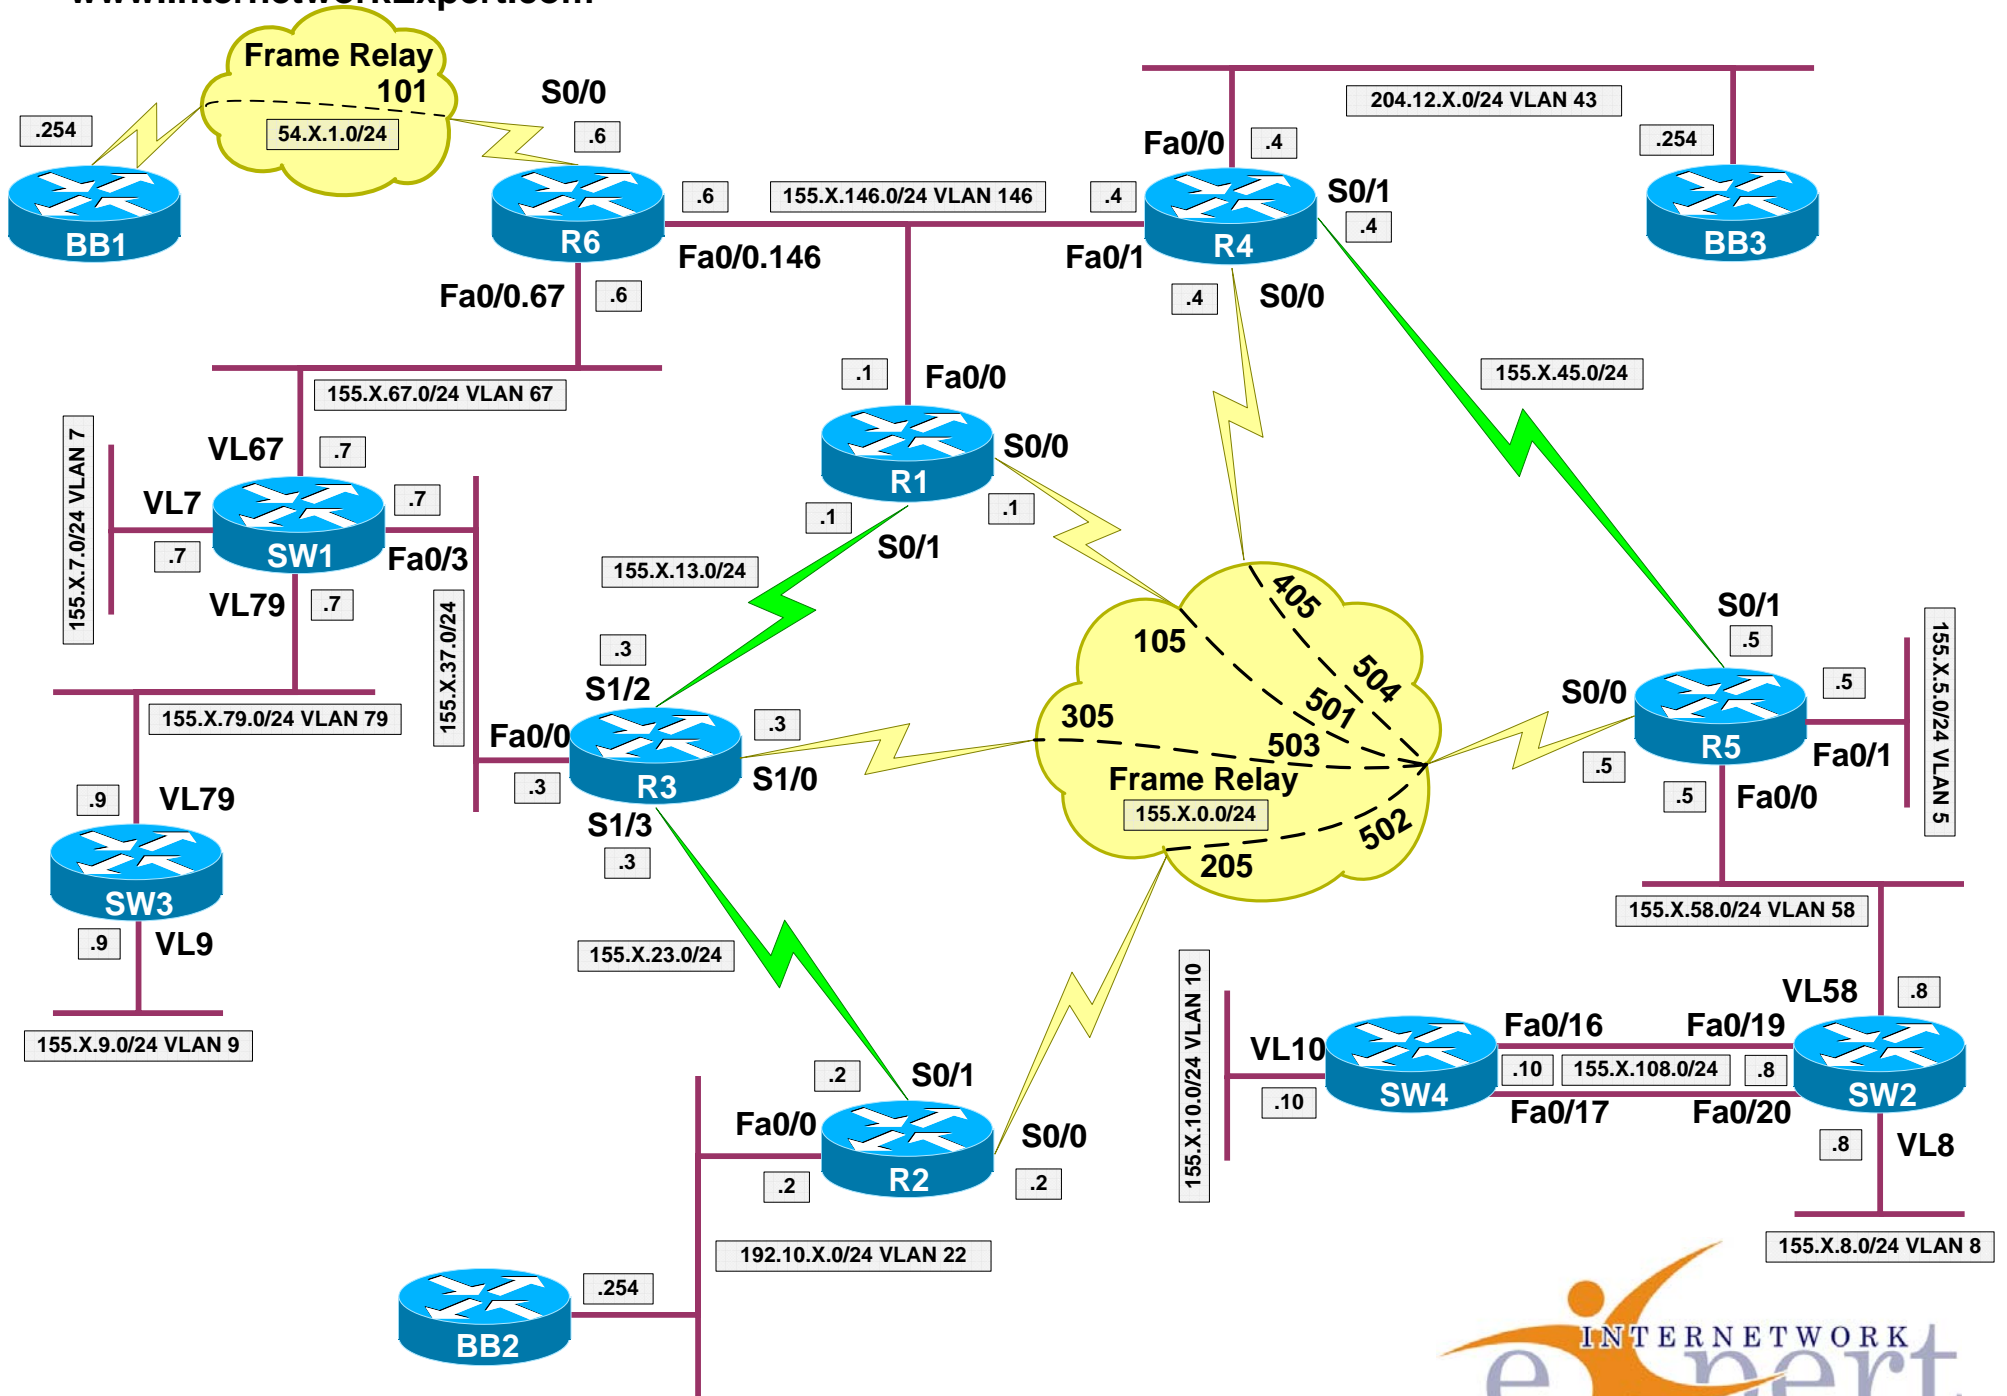 www.InternetworkExpert.com
Frame Relay
101
S0/0
.254
54.X.1.0/24
.6
204.12.X.0/24 VLAN 43
Fa0/0
.4
.254
BB1
R6
.6
155.X.146.0/24 VLAN 146
.4
R4
S0/1
.4
BB3
Fa0/0.146
Fa0/1
Fa0/0.67
.6
.4
S0/0
155.X.67.0/24 VLAN 67
.1
Fa0/0
155.X.45.0/24
155.X.7.0/24 VLAN 7
VL67
.7
VL7
.7
.7
SW1
Fa0/3
R1
S0/0
.1
.1
S0/1
VL79
.7
155.X.37.0/24
155.X.13.0/24
405
105
504
501
S0/1
.5
155.X.5.0/24 VLAN 5
.3
S1/2
155.X.79.0/24 VLAN 79
Fa0/0
.3
.3
R3
S1/0
305
503
Frame Relay
155.X.0.0/24
502
205
S0/0
.5
R5
.5
Fa0/1
.5
Fa0/0
.9
VL79
S1/3
.3
SW3
.9
VL9
155.X.58.0/24 VLAN 58
155.X.23.0/24
155.X.9.0/24 VLAN 9
155.X.10.0/24 VLAN 10
VL58
.8
Fa0/16
Fa0/19
VL10
.10
SW4
.10
155.X.108.0/24
.8
SW2
Fa0/17
Fa0/20
.8
VL8
.2
S0/1
Fa0/0
.2
R2
S0/0
.2
155.X.8.0/24 VLAN 8
192.10.X.0/24 VLAN 22
.254
BB2
INTERNETWORK
expert